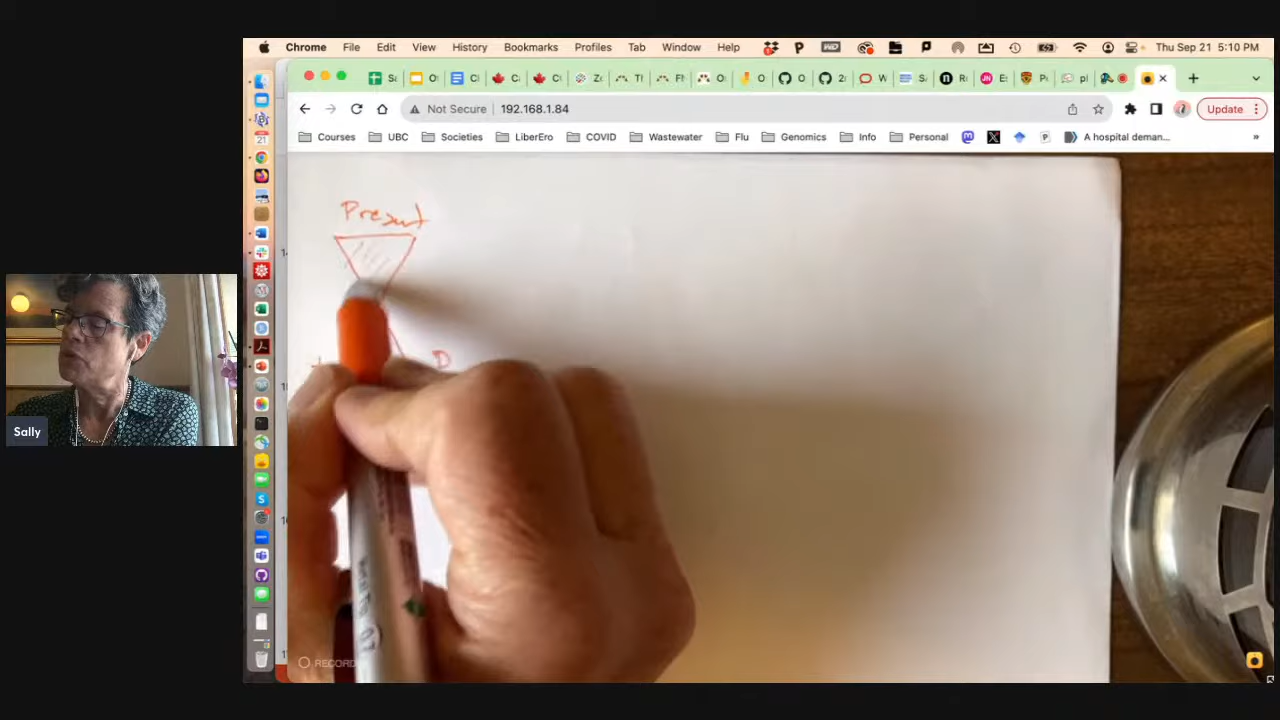 Chrome File Edit View History Bookmarks Profiles Tab Window Help Thu Sep 21 5:10 PM
Not Secure 192.168.1.84 Update
Courses UBC Societies LiberEro COVID Wastewater Flu Genomics Info Personal A hospital deman... »
Present
D
Sally
RECORD